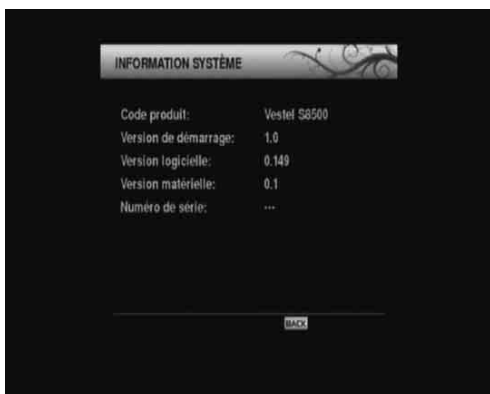 INFORMATION SYSTÈME
Code produit: Vestel S8500
Version de démarrage: 1.0
Version logicielle: 0.149
Version matérielle: 0.1
Numéro de série: ---
BACK